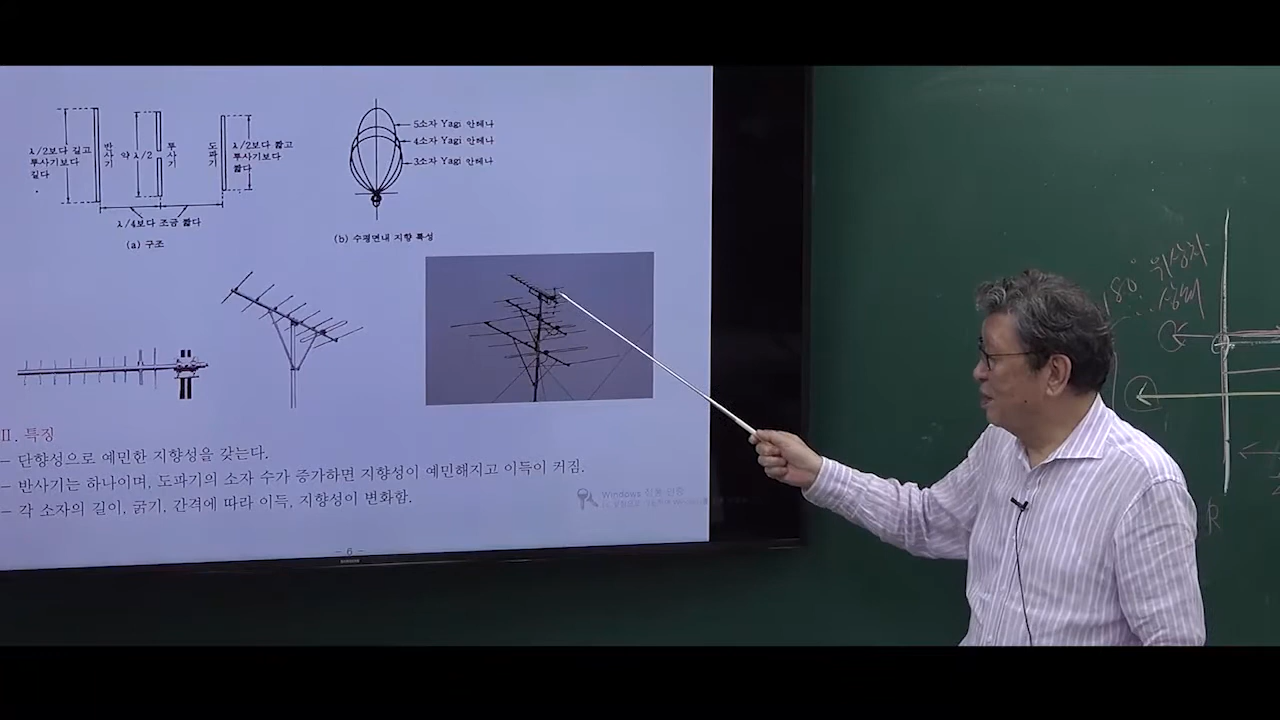 λ/2보다 길고
투사기보다
길다
반사기
약 λ/2
투사기
도파기
λ/2보다 짧고
투사기보다
짧다
λ/4보다 조금 짧다
(a) 구조
5소자 Yagi 안테나
4소자 Yagi 안테나
3소자 Yagi 안테나
(b) 수평면내 지향 특성
II. 특징
– 단향성으로 예민한 지향성을 갖는다.
– 반사기는 하나이며, 도파기의 소자 수가 증가하면 지향성이 예민해지고 이득이 커짐.
– 각 소자의 길이, 굵기, 간격에 따라 이득, 지향성이 변화함.
Windows 정품 인증
- 6 -
180° 위상차
상쇄
R